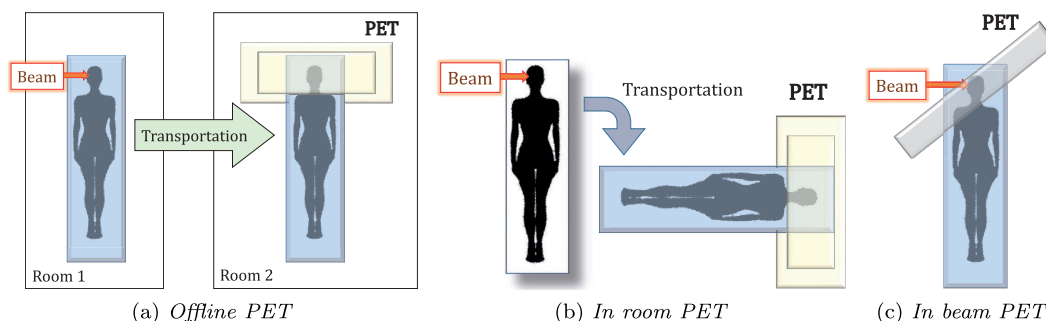 PET
Beam
Transportation
Room 1
Room 2
(a) Offline PET
Beam
Transportation
PET
(b) In room PET
PET
Beam
(c) In beam PET